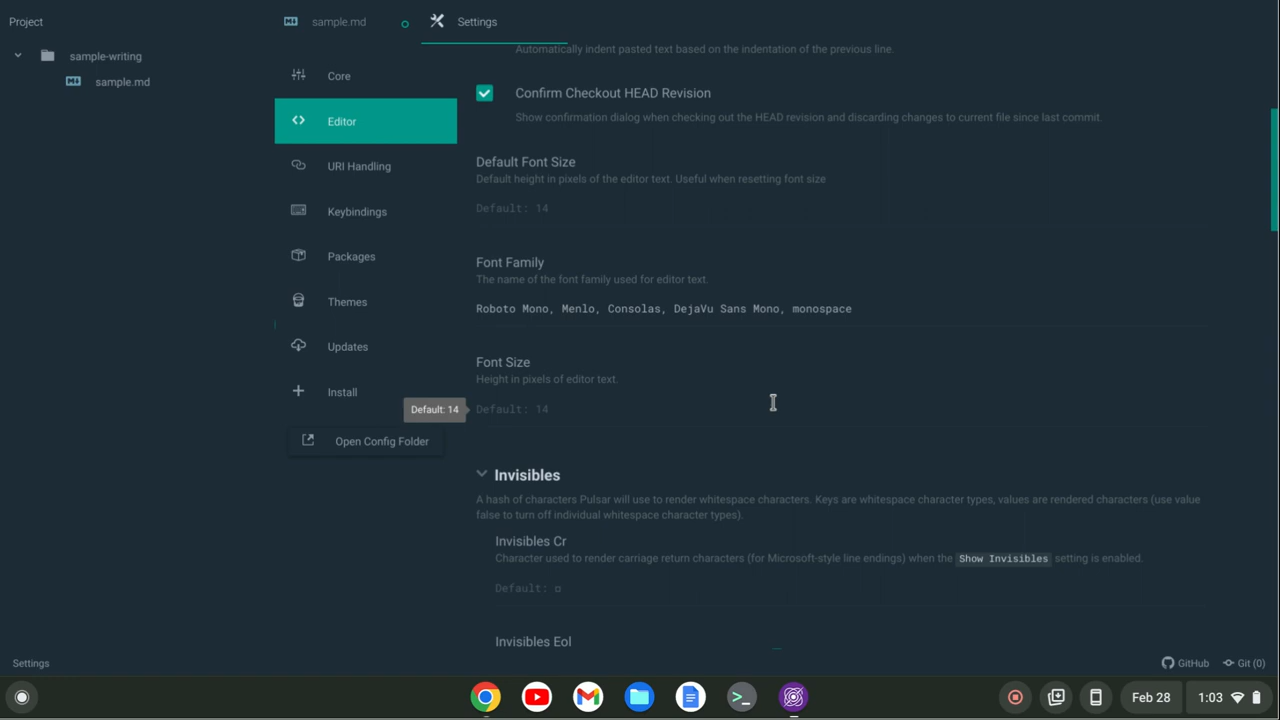 Project
sample.md
Settings
sample-writing
sample.md
Core
Editor
URI Handling
Keybindings
Packages
Themes
Updates
Install
Open Config Folder
Automatically indent pasted text based on the indentation of the previous line.
Confirm Checkout HEAD Revision
Show confirmation dialog when checking out the HEAD revision and discarding changes to current file since last commit.
Default Font Size
Default height in pixels of the editor text. Useful when resetting font size
Default: 14
Font Family
The name of the font family used for editor text.
Roboto Mono, Menlo, Consolas, DejaVu Sans Mono, monospace
Font Size
Height in pixels of editor text.
Default: 14
Default: 14
Invisibles
A hash of characters Pulsar will use to render whitespace characters. Keys are whitespace character types, values are rendered characters (use value
false to turn off individual whitespace character types).
Invisibles Cr
Character used to render carriage return characters (for Microsoft-style line endings) when the Show Invisibles setting is enabled.
Default: ¤
Invisibles Eol
Settings
GitHub
Git (0)
Feb 28
1:03